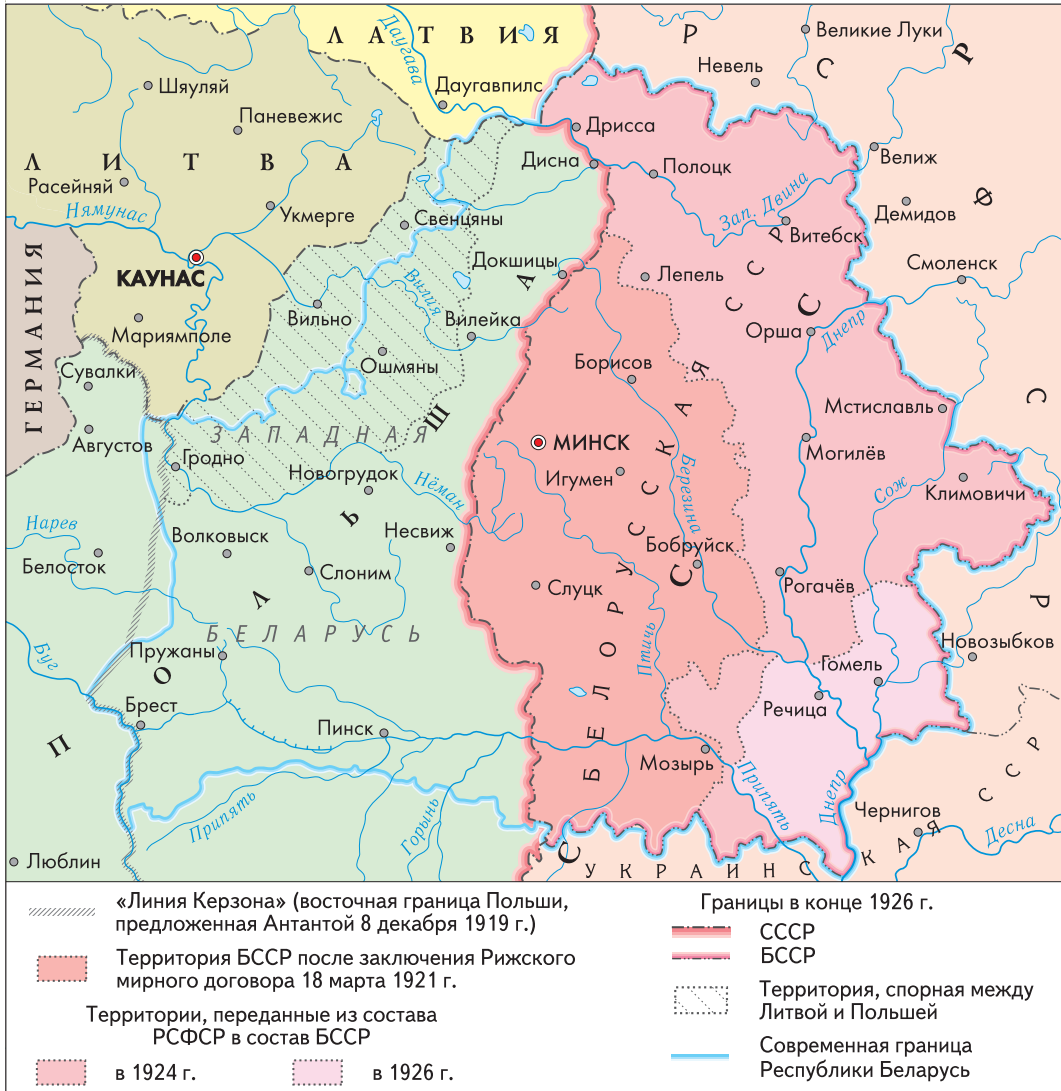 ЛАТВИЯ
Даугава
Р
С
Ф
С
Р
Великие Луки
Невель
Шяуляй
Даугавпилс
Паневежис
Дрисса
ЛИТВА
Дисна
Полоцк
Велиж
Расейняй
Укмерге
Зап. Двина
Нямунас
Свенцяны
Витебск
Демидов
КАУНАС
Докшицы
Лепель
Смоленск
ГЕРМАНИЯ
Вилия
Вильно
Вилейка
Орша
Днепр
Мариямполе
Ошмяны
Борисов
Сувалки
Мстиславль
Августов
ЗАПАДНАЯ
МИНСК
Могилёв
Гродно
Новогрудок
Нёман
Игумен
Березина
Сож
Климовичи
Нарев
Волковыск
Несвиж
Бобруйск
Белосток
Слоним
Слуцк
Рогачёв
БЕЛАРУСЬ
ПОЛЬША
БЕЛОРУССКАЯ ССР
СССР
Птичь
Буг
Пружаны
Гомель
Новозыбков
Брест
Пинск
Речица
Мозырь
Припять
Днепр
Припять
Горынь
Чернигов
Десна
Люблин
УКРАИНСКАЯ ССР
«Линия Керзона» (восточная граница Польши,
предложенная Антантой 8 декабря 1919 г.)
Территория БССР после заключения Рижского
мирного договора 18 марта 1921 г.
Территории, переданные из состава
РСФСР в состав БССР
в 1924 г.
в 1926 г.
Границы в конце 1926 г.
СССР
БССР
Территория, спорная между
Литвой и Польшей
Современная граница
Республики Беларусь